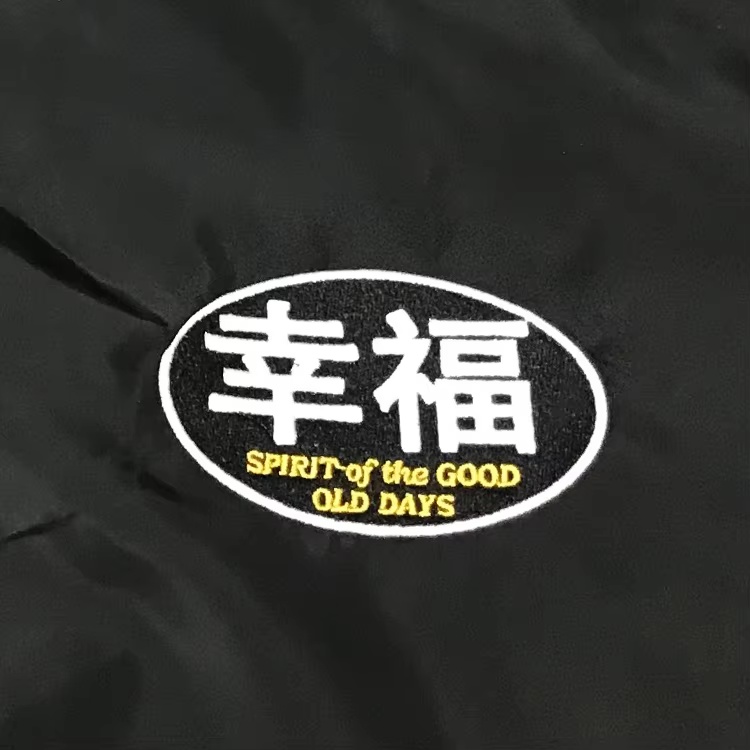 幸福
SPIRIT of the GOOD
OLD DAYS